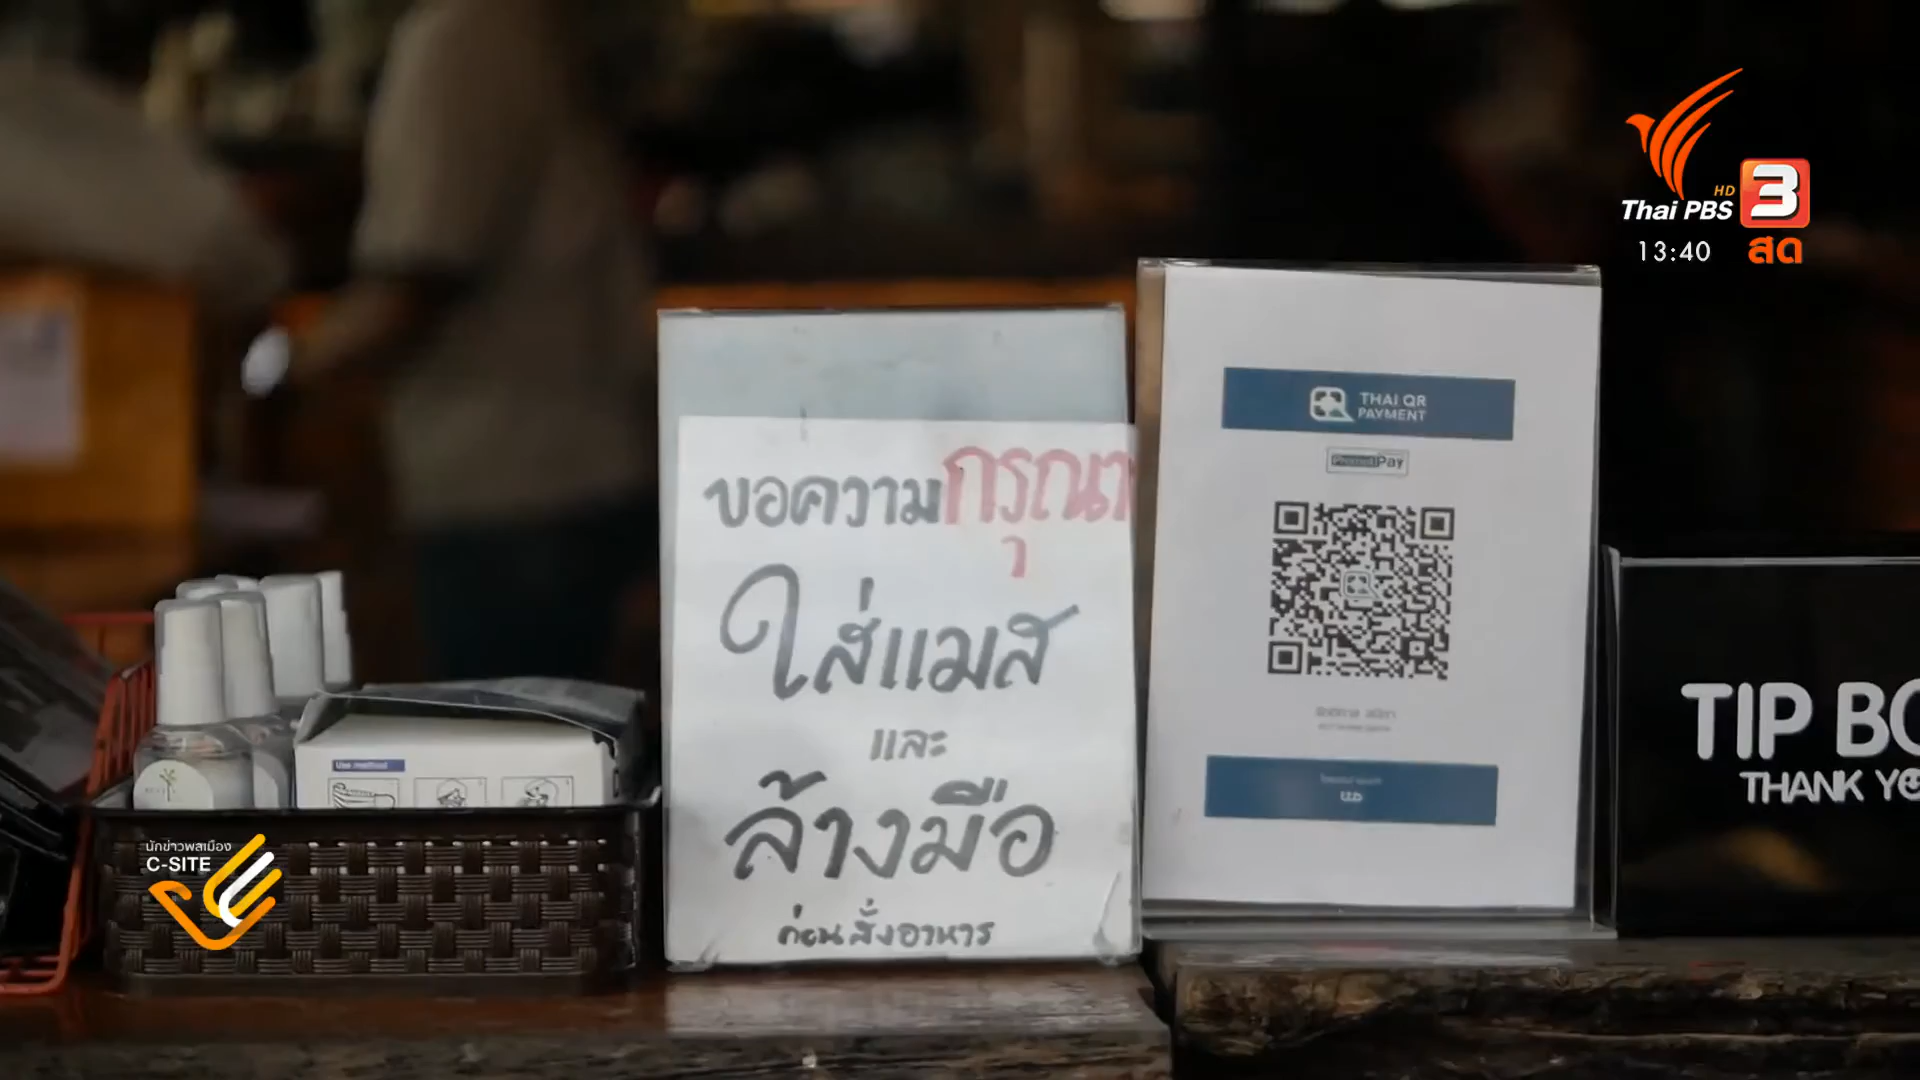 Thai PBS
HD
3
13:40
สด
ขอความกรุณา
ใส่แมส
และ
ล้างมือ
ก่อนสั่งอาหาร
THAI QR
PAYMENT
PromptPay
TIP BO
THANK YO
Use method
นักข่าวพลเมือง
C-SITE